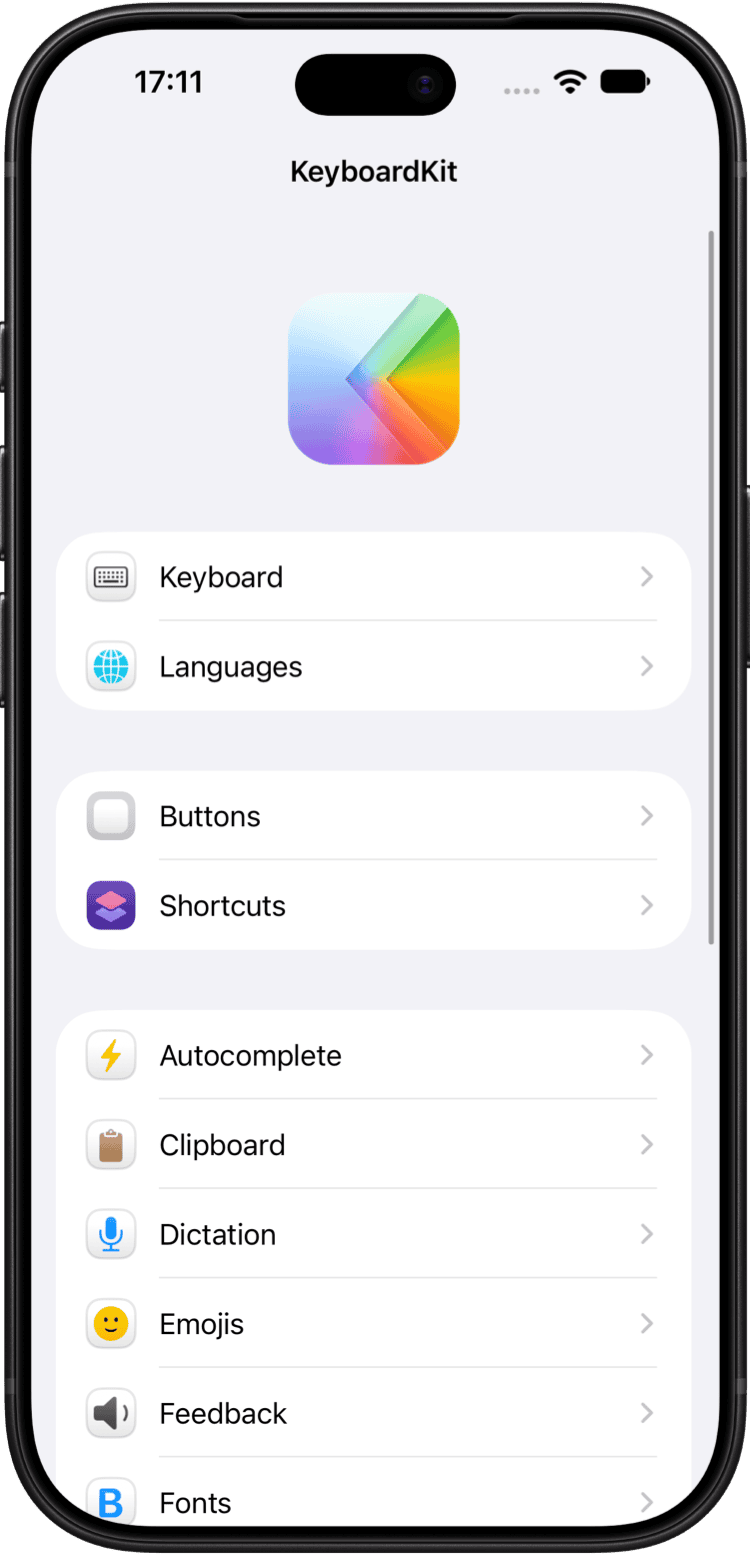 17:11
KeyboardKit
Keyboard
Languages
Buttons
Shortcuts
Autocomplete
Clipboard
Dictation
Emojis
Feedback
B Fonts